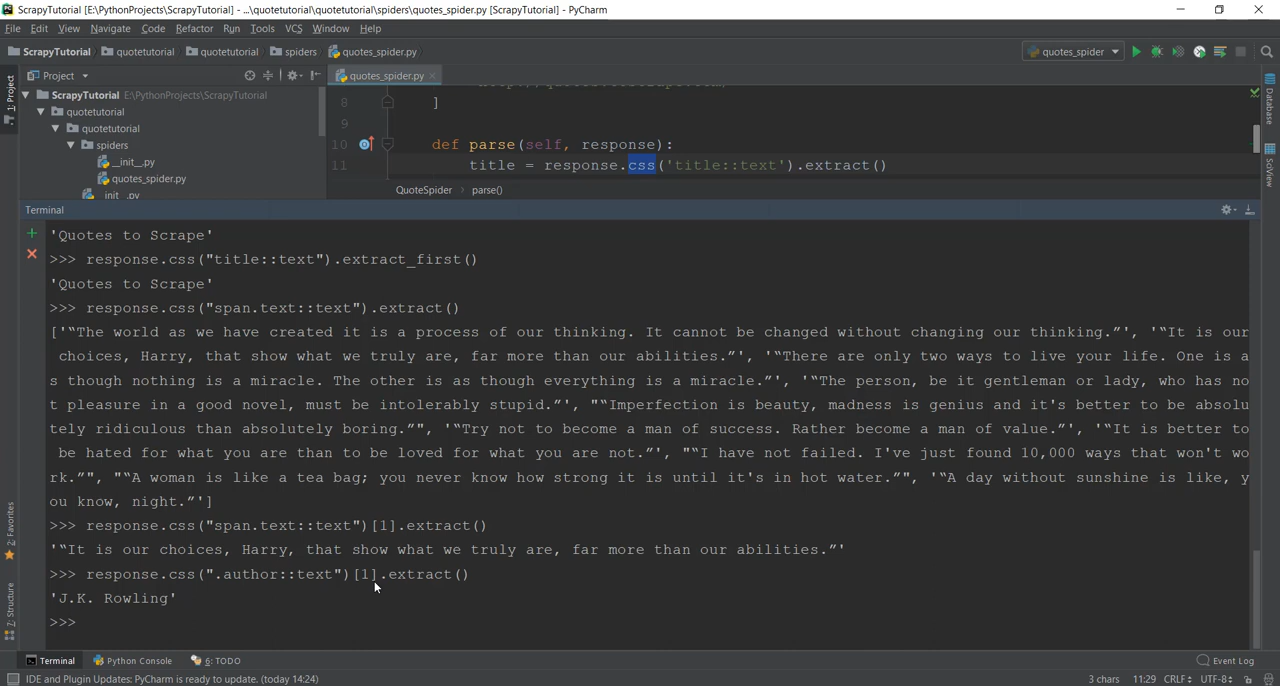 ScrapyTutorial [E:\PythonProjects\ScrapyTutorial] - ...\quotetutorial\quotetutorial\spiders\quotes_spider.py [ScrapyTutorial] - PyCharm
File Edit View Navigate Code Refactor Run Tools VCS Window Help
ScrapyTutorial quotetutorial quotetutorial spiders quotes_spider.py quotes_spider
Project quotes_spider.py
1: Project
Database
SciView
ScrapyTutorial E:\PythonProjects\ScrapyTutorial
quotetutorial
quotetutorial
spiders
__init__.py
quotes_spider.py
__init__.py
8 ]
9
10 def parse(self, response):
11 title = response.css('title::text').extract()
QuoteSpider parse()
Terminal
'Quotes to Scrape'
>>> response.css("title::text").extract_first()
'Quotes to Scrape'
>>> response.css("span.text::text").extract()
['“The world as we have created it is a process of our thinking. It cannot be changed without changing our thinking.”', '“It is our
choices, Harry, that show what we truly are, far more than our abilities.”', '“There are only two ways to live your life. One is a
s though nothing is a miracle. The other is as though everything is a miracle.”', '“The person, be it gentleman or lady, who has no
t pleasure in a good novel, must be intolerably stupid.”', "“Imperfection is beauty, madness is genius and it's better to be absolu
tely ridiculous than absolutely boring.”", '“Try not to become a man of success. Rather become a man of value.”', '“It is better to
be hated for what you are than to be loved for what you are not.”', "“I have not failed. I've just found 10,000 ways that won't wo
rk.”", "“A woman is like a tea bag; you never know how strong it is until it's in hot water.”", '“A day without sunshine is like, y
ou know, night.”']
>>> response.css("span.text::text")[1].extract()
'“It is our choices, Harry, that show what we truly are, far more than our abilities.”'
>>> response.css(".author::text")[1].extract()
'J.K. Rowling'
>>>
2: Favorites
7: Structure
Terminal Python Console 6: TODO Event Log
IDE and Plugin Updates: PyCharm is ready to update. (today 14:24) 3 chars 11:29 CRLF UTF-8